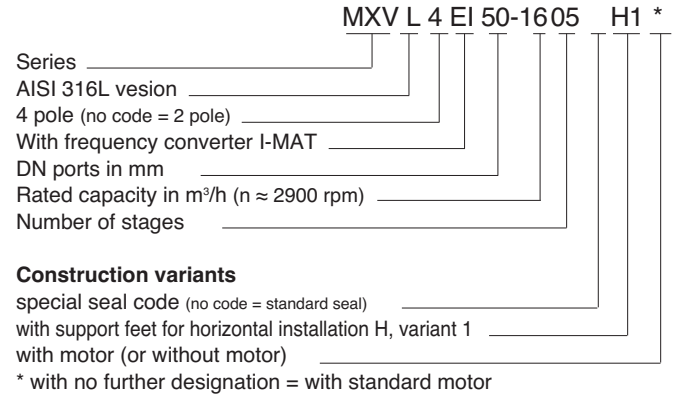 MXV L 4 EI 50-16 05 H1 *
Series
AISI 316L vesion
4 pole (no code = 2 pole)
With frequency converter I-MAT
DN ports in mm
Rated capacity in m³/h (n ≈ 2900 rpm)
Number of stages
Construction variants
special seal code (no code = standard seal)
with support feet for horizontal installation H, variant 1
with motor (or without motor)
* with no further designation = with standard motor